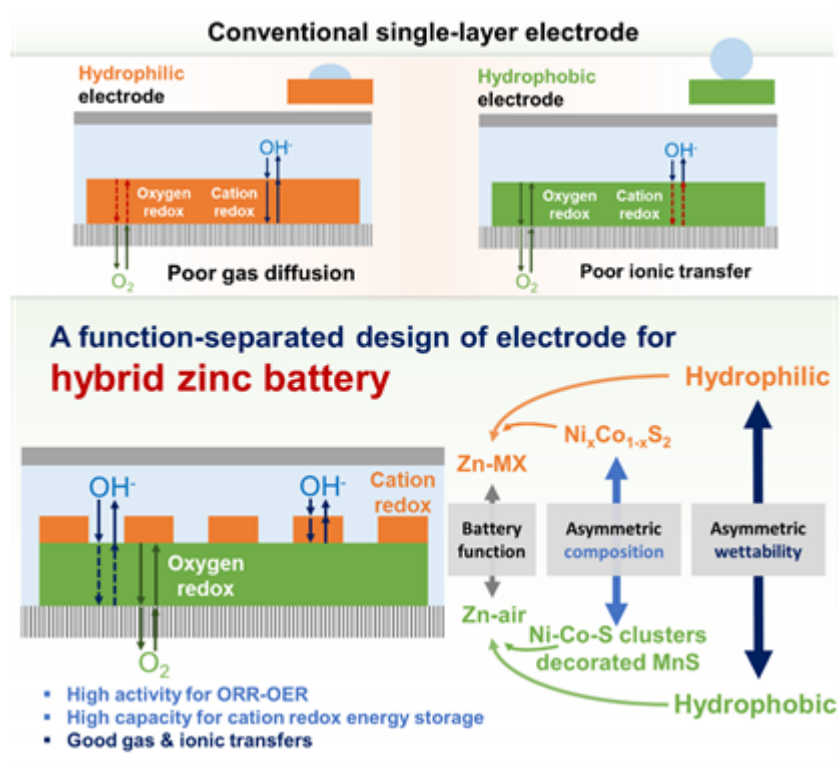 Conventional single-layer electrode
Hydrophilic
electrode
OH-
Oxygen
redox
Cation
redox
O2
Poor gas diffusion
Hydrophobic
electrode
OH-
Oxygen
redox
Cation
redox
O2
Poor ionic transfer
A function-separated design of electrode for
hybrid zinc battery
OH-
OH-
Cation
redox
Oxygen
redox
O2
Hydrophilic
NixCo1-xS2
Zn-MX
Battery
function
Asymmetric
composition
Asymmetric
wettability
Zn-air
Ni-Co-S clusters
decorated MnS
Hydrophobic
▪ High activity for ORR-OER
▪ High capacity for cation redox energy storage
▪ Good gas & ionic transfers